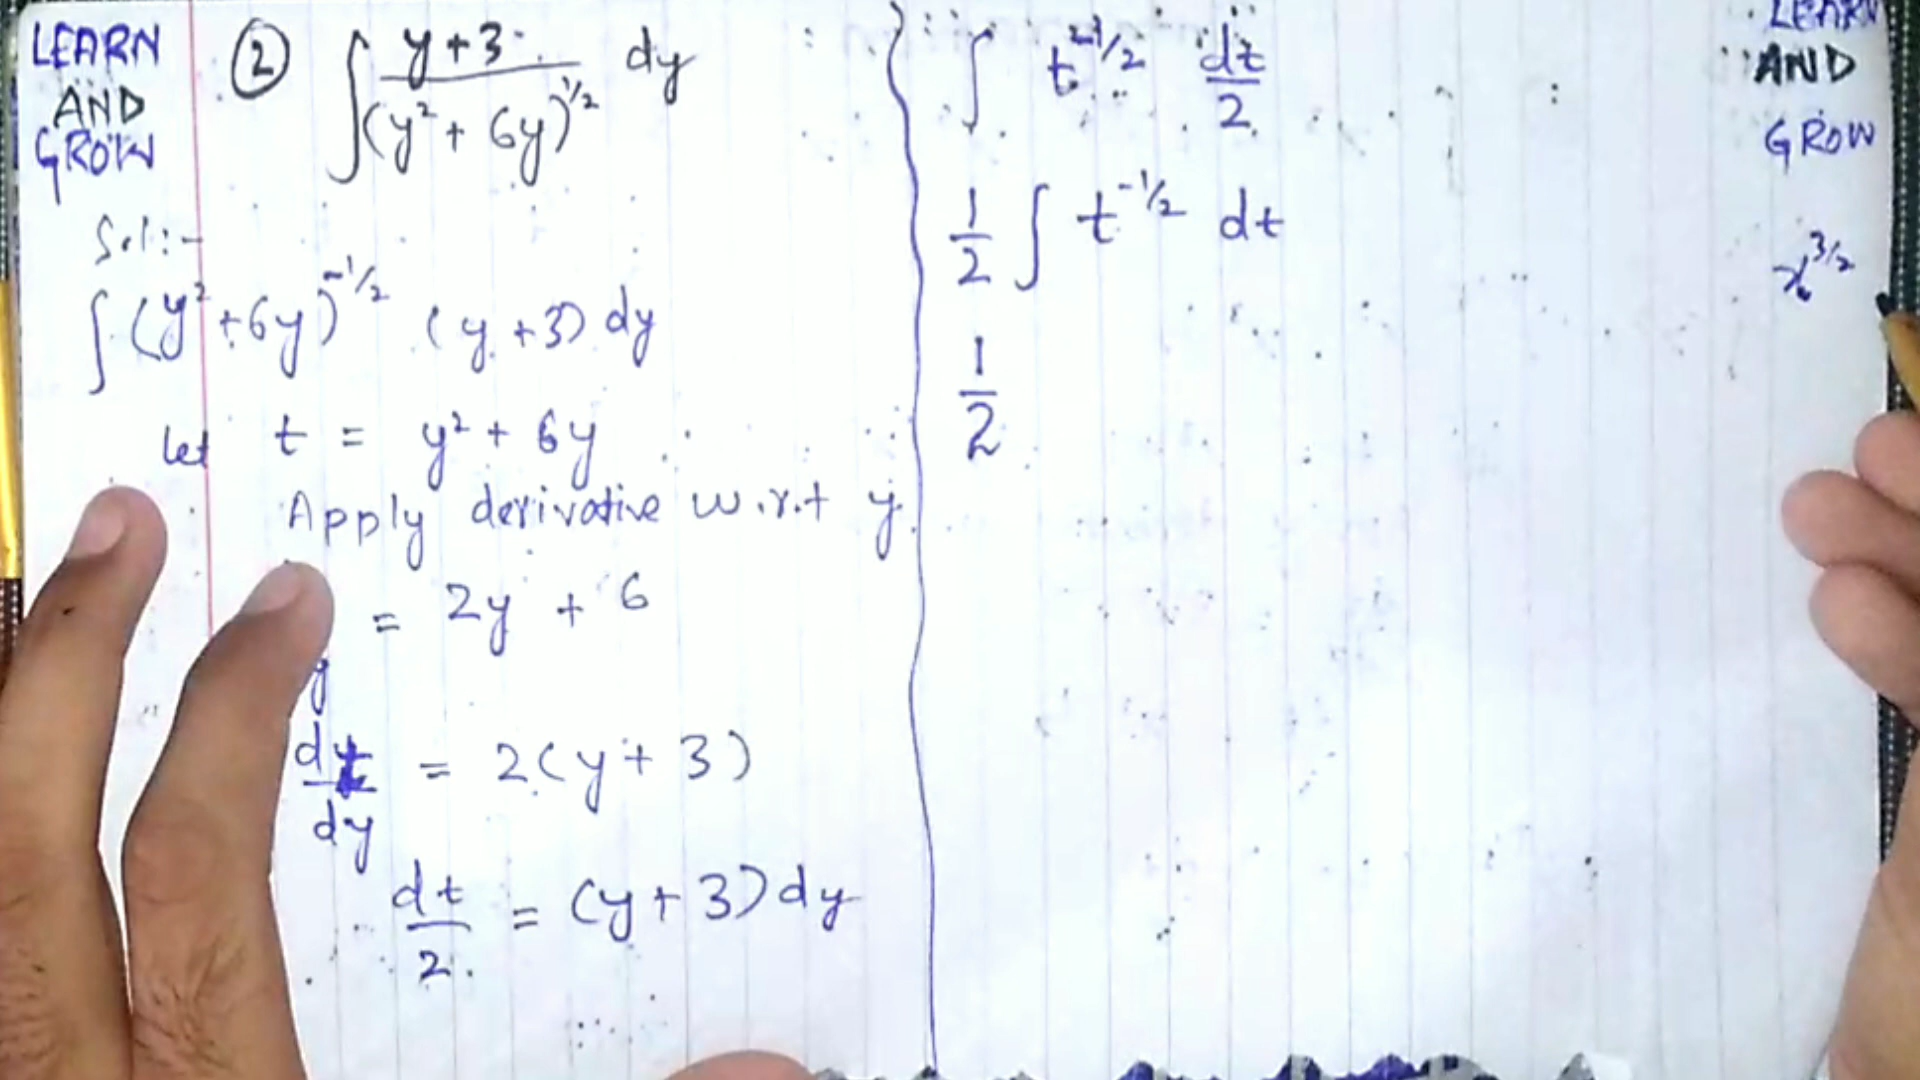 LEARN
AND
GROW
② ∫ y+3 / (y² + 6y)^1/2 dy
Sol:-
∫ (y² + 6y)^-1/2 (y + 3) dy
let t = y² + 6y
Apply derivative w.r.t y.
= 2y + 6
dt/dy = 2(y + 3)
dt/2 = (y + 3) dy
∫ t^-1/2 dt/2
1/2 ∫ t^-1/2 dt
1/2
LEARN
AND
GROW
x^3/2